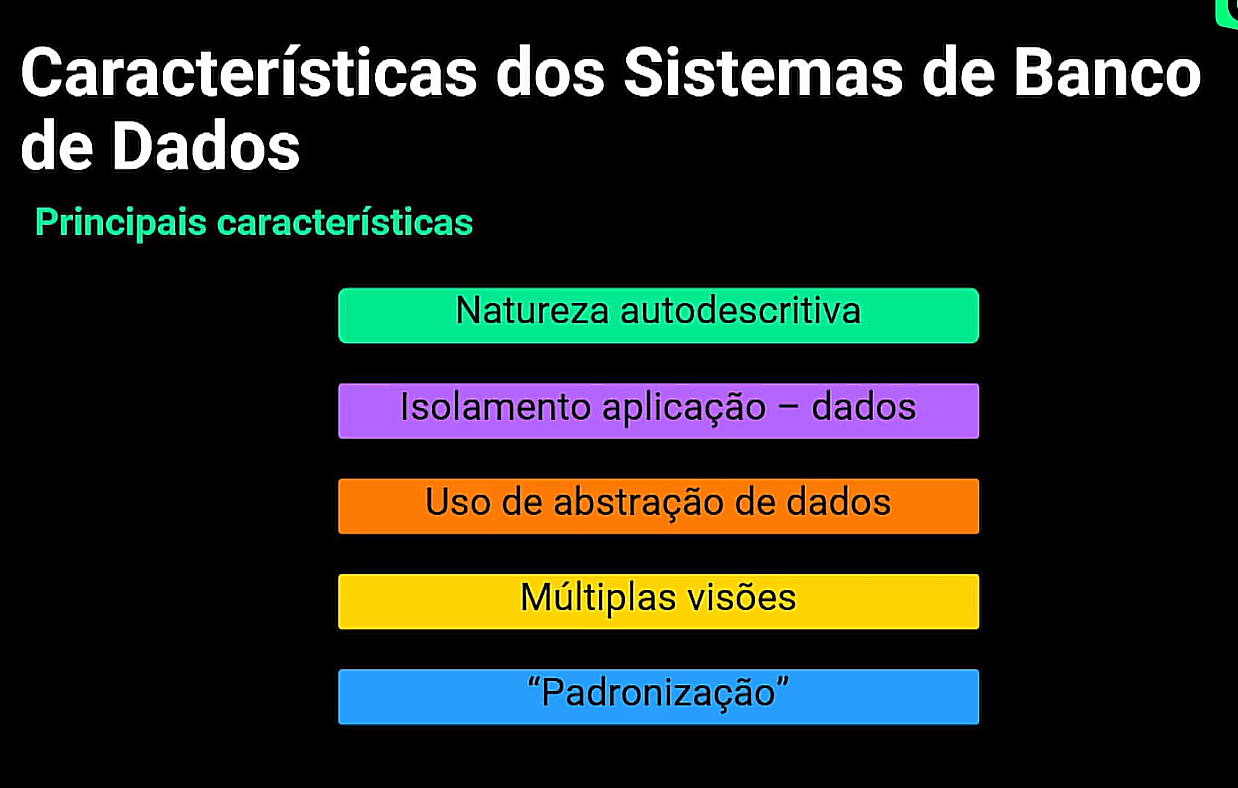 Características dos Sistemas de Banco
de Dados
Principais características
Natureza autodescritiva
Isolamento aplicação – dados
Uso de abstração de dados
Múltiplas visões
“Padronização”